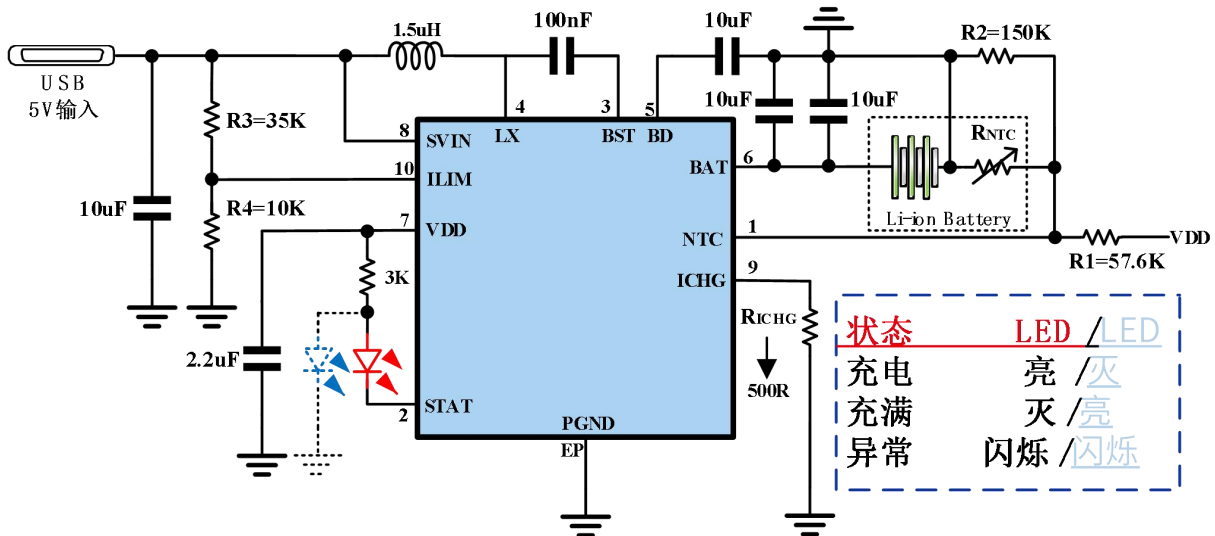 100nF
10uF
R2=150K
1.5uH
USB
5V输入
4
3
5
10uF
10uF
R3=35K
8
SVIN
LX
BST
BD
RNTC
10
ILIM
BAT
6
10uF
R4=10K
7
VDD
Li-ion Battery
NTC
1
VDD
R1=57.6K
3K
ICHG
9
RICHG
500R
2.2uF
2
STAT
PGND
EP
状态 LED /LED
充电 亮 /灭
充满 灭 /亮
异常 闪烁 /闪烁